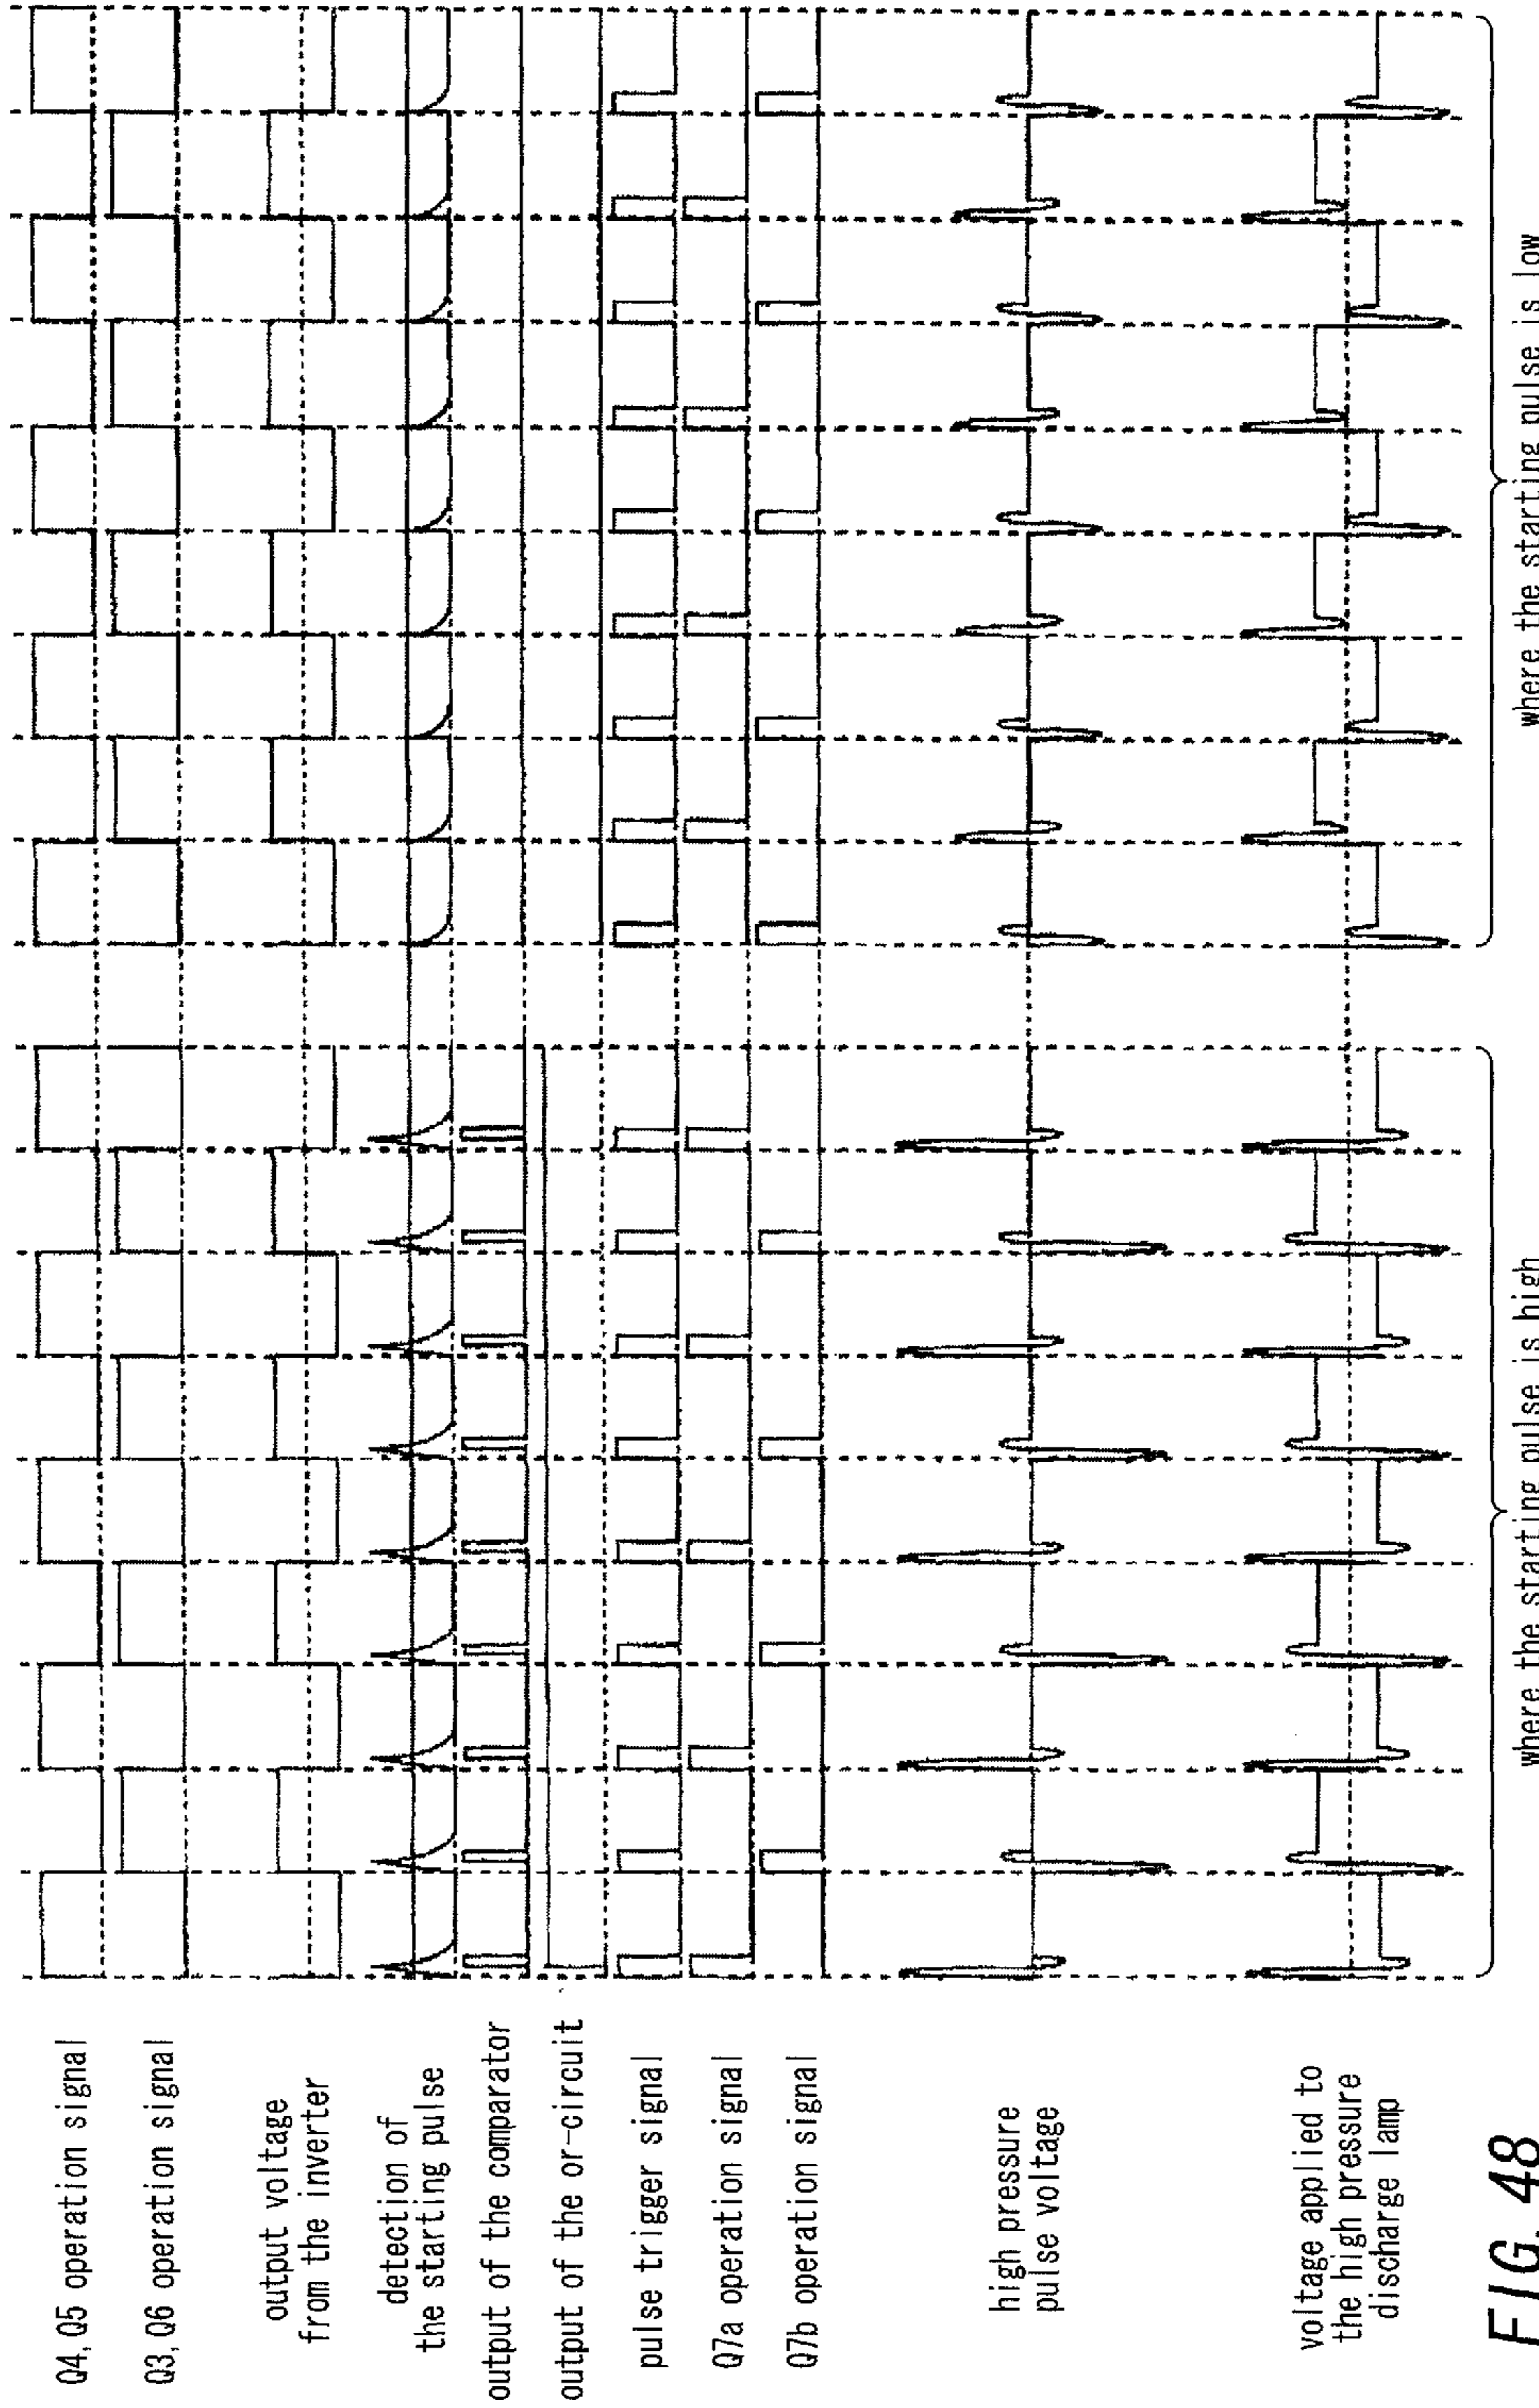 Q4, Q5 operation signal
Q3, Q6 operation signal
output voltage
from the inverter
detection of
the starting pulse
output of the comparator
output of the or-circuit
pulse trigger signal
Q7a operation signal
Q7b operation signal
high pressure
pulse voltage
voltage applied to
the high pressure
discharge lamp
where the starting pulse is high
where the starting pulse is low
FIG. 48